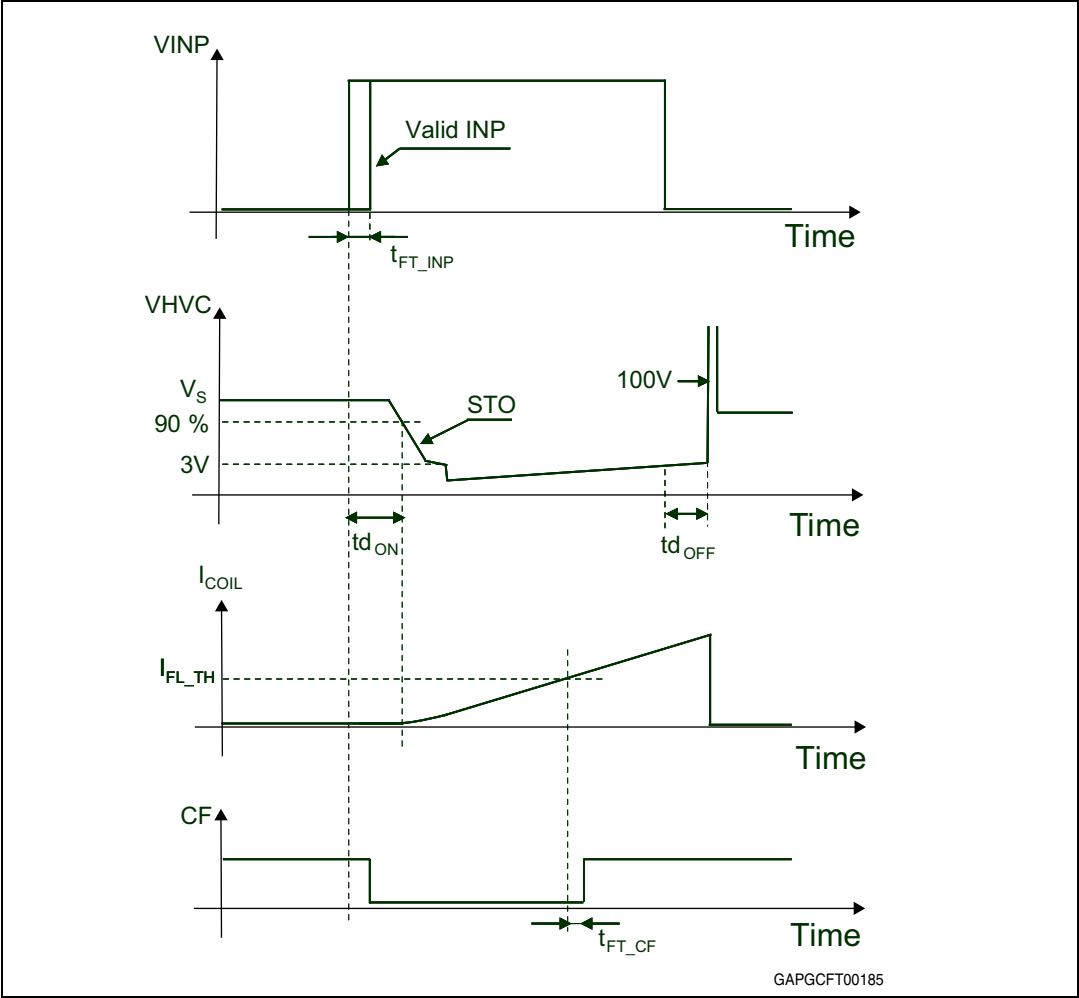 VINP
Valid INP
Time
tFT_INP
VHVC
VS
90 %
3V
STO
100V
Time
tdON
tdOFF
ICOIL
IFL_TH
Time
CF
tFT_CF
Time
GAPGCFT00185